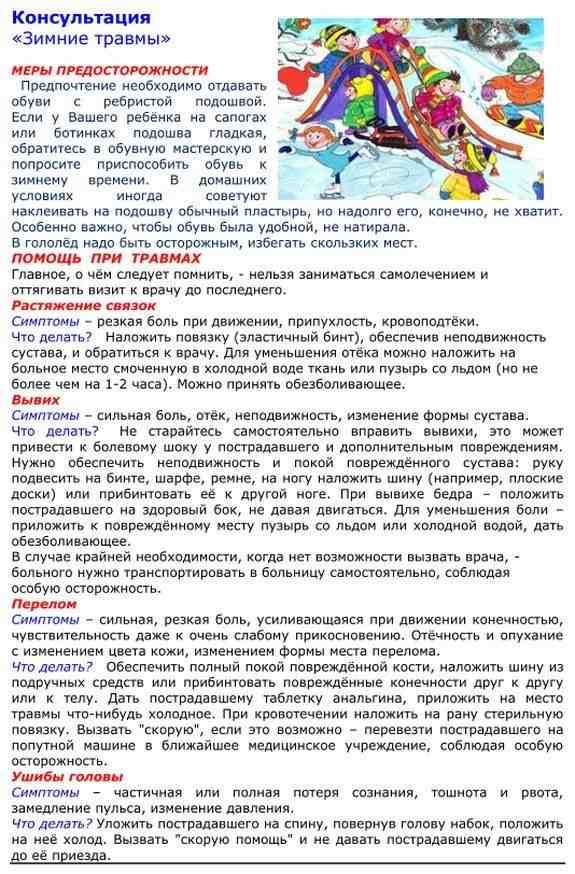 Консультация
«Зимние травмы»
МЕРЫ ПРЕДОСТОРОЖНОСТИ
Предпочтение необходимо отдавать
обуви с ребристой подошвой.
Если у Вашего ребёнка на сапогах
или ботинках подошва гладкая,
обратитесь в обувную мастерскую и
попросите приспособить обувь к
зимнему времени. В домашних
условиях иногда советуют
наклеивать на подошву обычный пластырь, но надолго его, конечно, не хватит.
Особенно важно, чтобы обувь была удобной, не натирала.
В гололёд надо быть осторожным, избегать скользких мест.
ПОМОЩЬ ПРИ ТРАВМАХ
Главное, о чём следует помнить, - нельзя заниматься самолечением и
оттягивать визит к врачу до последнего.
Растяжение связок
Симптомы – резкая боль при движении, припухлость, кровоподтёки.
Что делать? Наложить повязку (эластичный бинт), обеспечив неподвижность
сустава, и обратиться к врачу. Для уменьшения отёка можно наложить на
больное место смоченную в холодной воде ткань или пузырь со льдом (но не
более чем на 1-2 часа). Можно принять обезболивающее.
Вывих
Симптомы – сильная боль, отёк, неподвижность, изменение формы сустава.
Что делать? Не старайтесь самостоятельно вправить вывихи, это может
привести к болевому шоку у пострадавшего и дополнительным повреждениям.
Нужно обеспечить неподвижность и покой повреждённого сустава: руку
подвесить на бинте, шарфе, ремне, на ногу наложить шину (например, плоские
доски) или прибинтовать её к другой ноге. При вывихе бедра – положить
пострадавшего на здоровый бок, не давая двигаться. Для уменьшения боли –
приложить к повреждённому месту пузырь со льдом или холодной водой, дать
обезболивающее.
В случае крайней необходимости, когда нет возможности вызвать врача, -
больного нужно транспортировать в больницу самостоятельно, соблюдая
особую осторожность.
Перелом
Симптомы – сильная, резкая боль, усиливающаяся при движении конечностью,
чувствительность даже к очень слабому прикосновению. Отёчность и опухание
с изменением цвета кожи, изменением формы места перелома.
Что делать? Обеспечить полный покой повреждённой кости, наложить шину из
подручных средств или прибинтовать повреждённые конечности друг к другу
или к телу. Дать пострадавшему таблетку анальгина, приложить на место
травмы что-нибудь холодное. При кровотечении наложить на рану стерильную
повязку. Вызвать "скорую", если это возможно – перевезти пострадавшего на
попутной машине в ближайшее медицинское учреждение, соблюдая особую
осторожность.
Ушибы головы
Симптомы – частичная или полная потеря сознания, тошнота и рвота,
замедление пульса, изменение давления.
Что делать? Уложить пострадавшего на спину, повернув голову набок, положить
на неё холод. Вызвать "скорую помощь" и не давать пострадавшему двигаться
до её приезда.